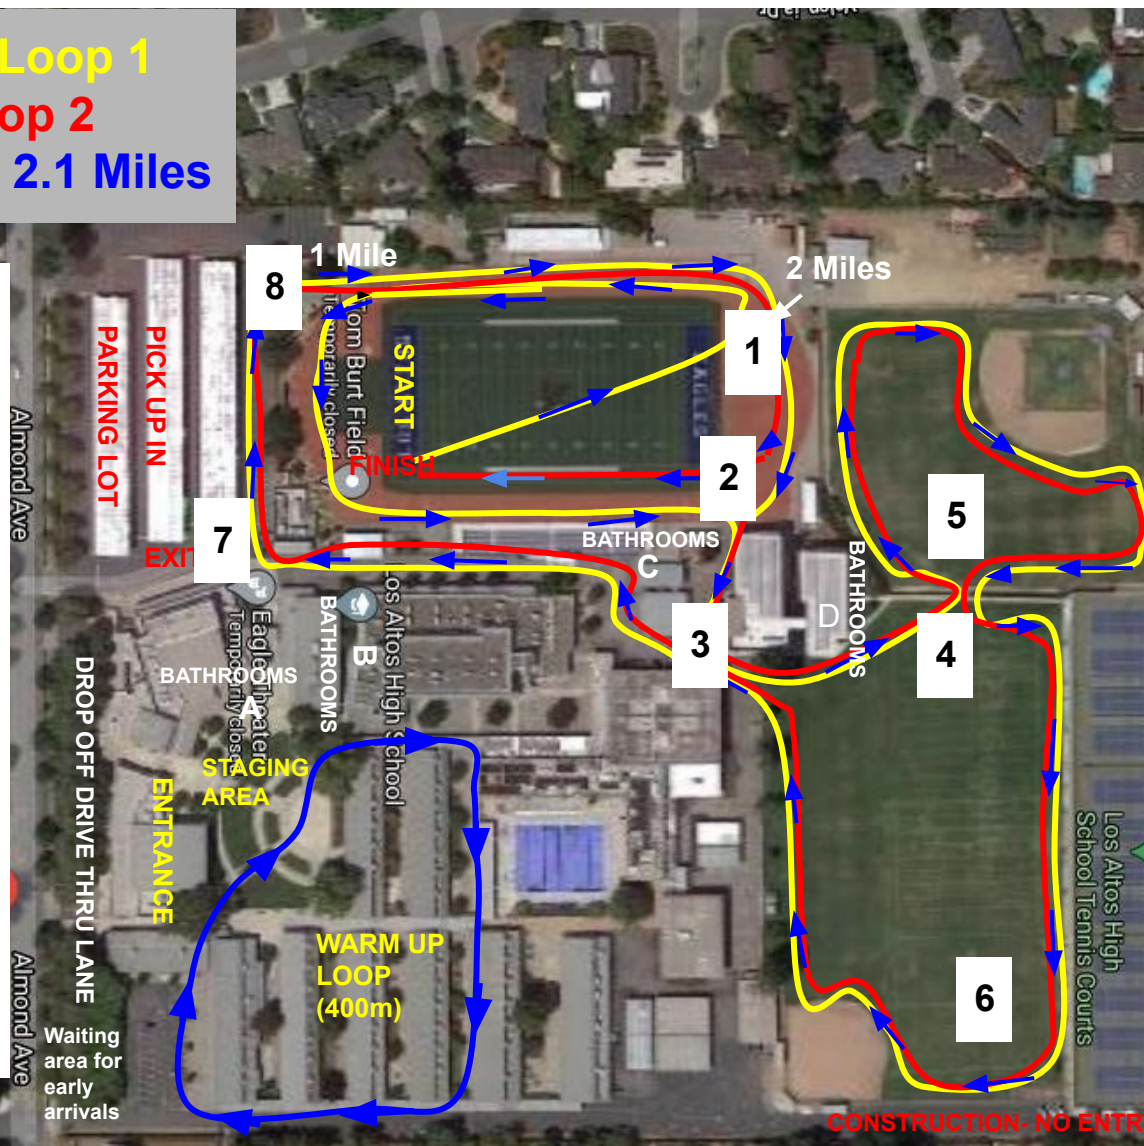 Loop 1
op 2
2.1 Miles
1 Mile
2 Miles
8
1
2
3
4
5
6
7
START
FINISH
Tom Burt Field
Temporarily closed
PICK UP IN
PARKING LOT
EXIT
Almond Ave
BATHROOMS
C
BATHROOMS
D
BATHROOMS
B
BATHROOMS
A
Eagle Theater
Temporarily closed
Los Altos High School
STAGING
AREA
ENTRANCE
DROP OFF DRIVE THRU LANE
WARM UP
LOOP
(400m)
Los Altos High
School Tennis Courts
Almond Ave
Waiting
area for
early
arrivals
CONSTRUCTION- NO ENTR